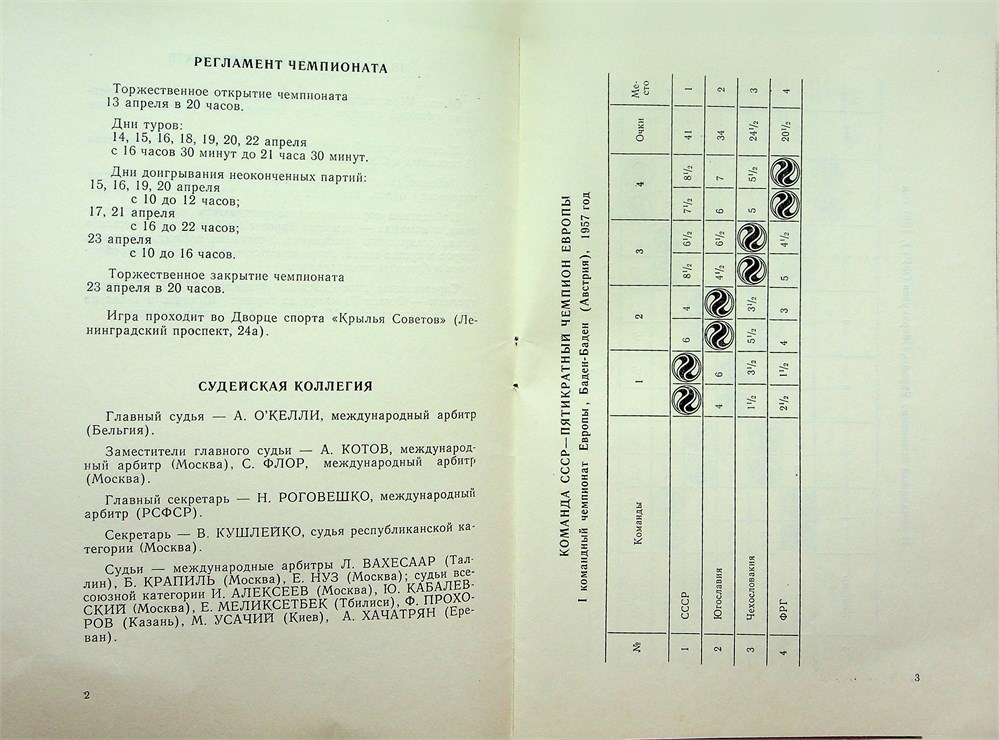 РЕГЛАМЕНТ ЧЕМПИОНАТА
Торжественное открытие чемпионата
13 апреля в 20 часов.
Дни туров:
14, 15, 16, 18, 19, 20, 22 апреля
с 16 часов 30 минут до 21 часа 30 минут.
Дни доигрывания неоконченных партий:
15, 16, 19, 20 апреля
с 10 до 12 часов;
17, 21 апреля
с 16 до 22 часов;
23 апреля
с 10 до 16 часов.
Торжественное закрытие чемпионата
23 апреля в 20 часов.
Игра проходит во Дворце спорта «Крылья Советов» (Ле-
нинградский проспект, 24а).
СУДЕЙСКАЯ КОЛЛЕГИЯ
Главный судья — А. О'КЕЛЛИ, международный арбитр
(Бельгия).
Заместители главного судьи — А. КОТОВ, международ-
ный арбитр (Москва), С. ФЛОР, международный арбитр
(Москва).
Главный секретарь — Н. РОГОВЕШКО, международный
арбитр (РСФСР).
Секретарь — В. КУШЛЕЙКО, судья республиканской ка-
тегории (Москва).
Судьи — международные арбитры Л. ВАХЕСААР (Тал-
лин), Б. КРАПИЛЬ (Москва), Е. НУЗ (Москва); судьи все-
союзной категории И. АЛЕКСЕЕВ (Москва), Ю. КАБАЛЕВ-
СКИЙ (Москва), Е. МЕЛИКСЕТБЕК (Тбилиси), Ф. ПРОХО-
РОВ (Казань), М. УСАЧИЙ (Киев), А. ХАЧАТРЯН (Ере-
ван).
2
КОМАНДА СССР—ПЯТИКРАТНЫЙ ЧЕМПИОН ЕВРОПЫ
I командный чемпионат Европы, Баден-Баден (Австрия), 1957 год
№ Команды 1 2 3 4 Очки Ме-
сто
1 СССР 6 4 8½ 6½ 7½ 8½ 41 1
2 Югославия 4 6 4½ 6½ 6 7 34 2
3 Чехословакия 1½ 3½ 5½ 3½ 5 5½ 24½ 3
4 ФРГ 2½ 1½ 4 3 5 4½ 20½ 4
3